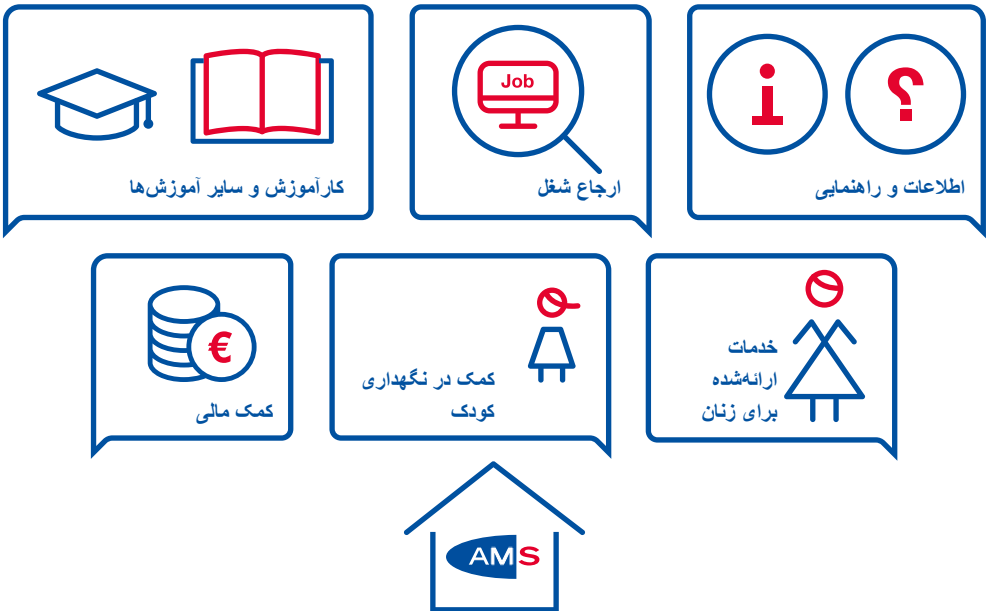 اطلاعات و راهنمایی
Job
ارجاع شغل
کارآموزش و سایر آموزش‌ها
خدمات
ارائه‌شده
برای زنان
کمک در نگهداری
کودک
€
کمک مالی
AMS